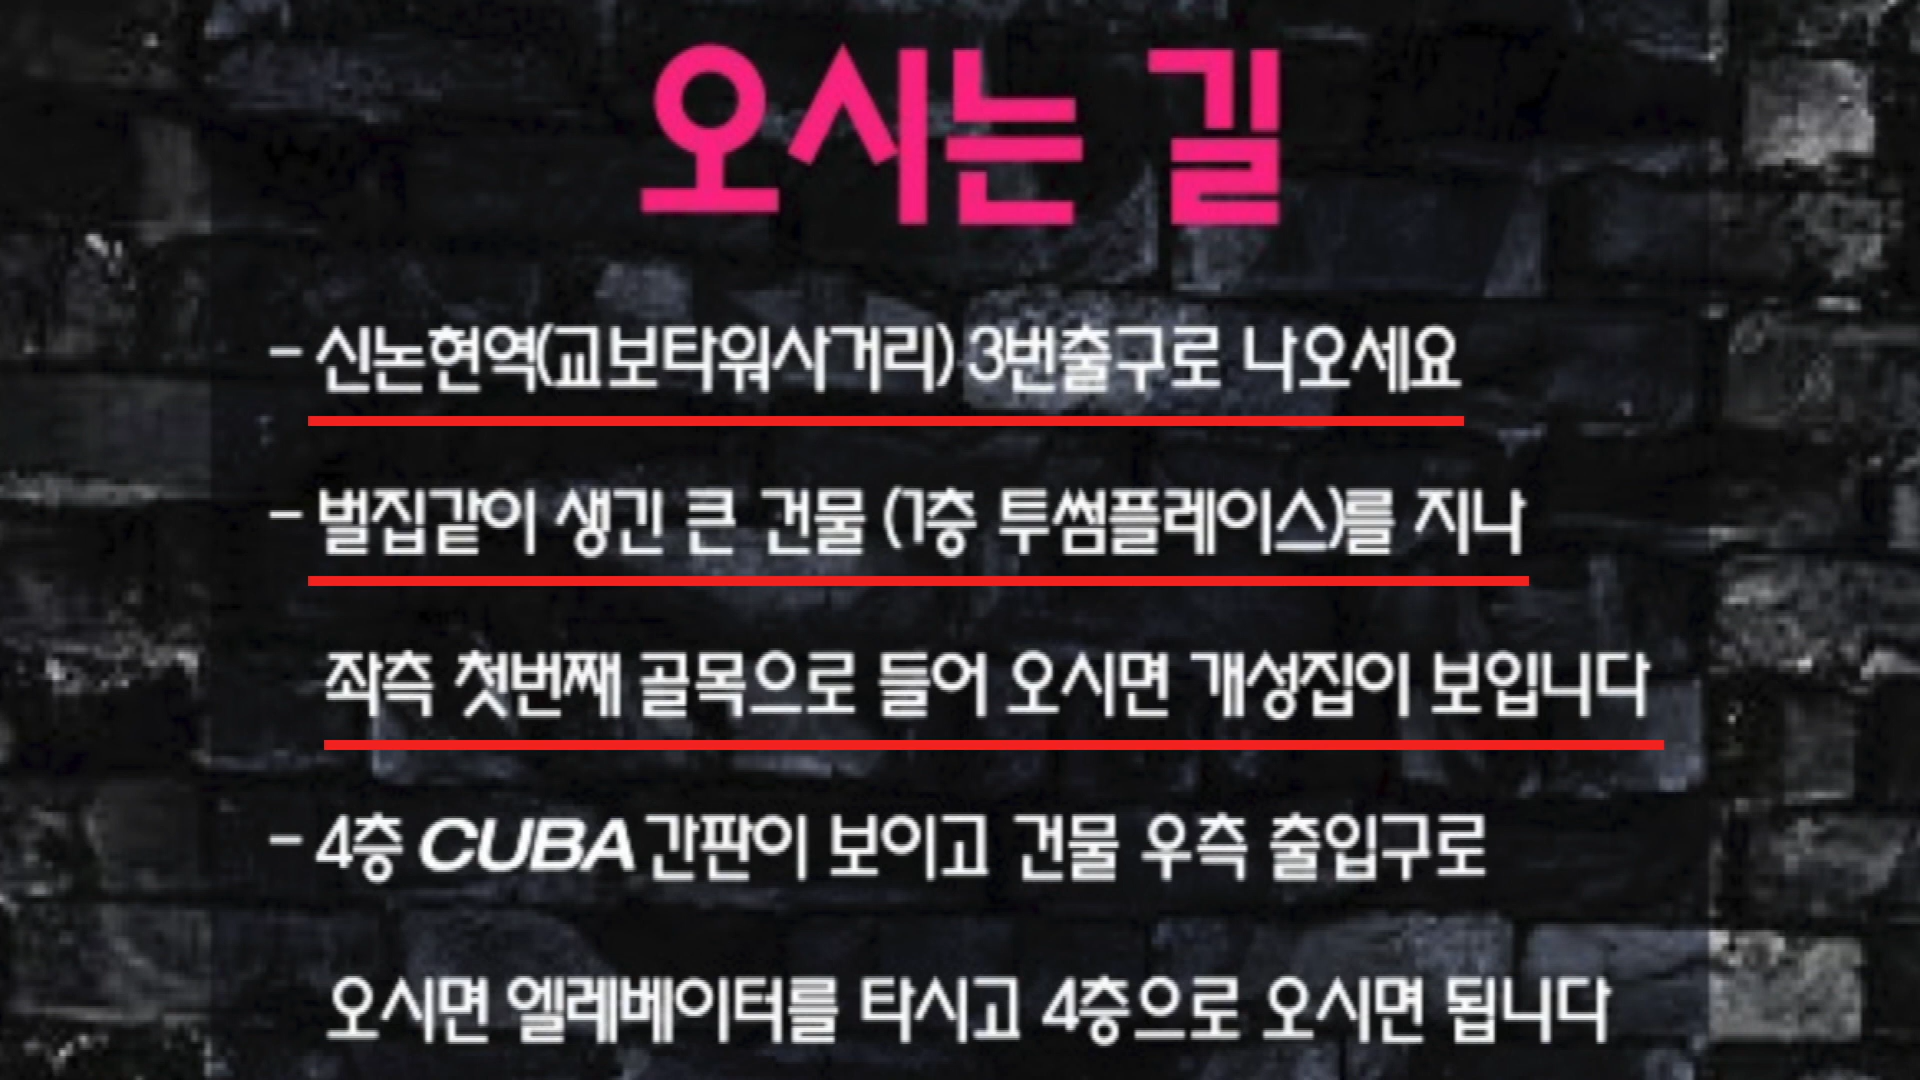 오시는 길
- 신논현역(교보타워사거리) 3번출구로 나오세요
- 벌집같이 생긴 큰 건물 (1층 투썸플레이스)를 지나
좌측 첫번째 골목으로 들어 오시면 개성집이 보입니다
- 4층 CUBA 간판이 보이고 건물 우측 출입구로
오시면 엘레베이터를 타시고 4층으로 오시면 됩니다